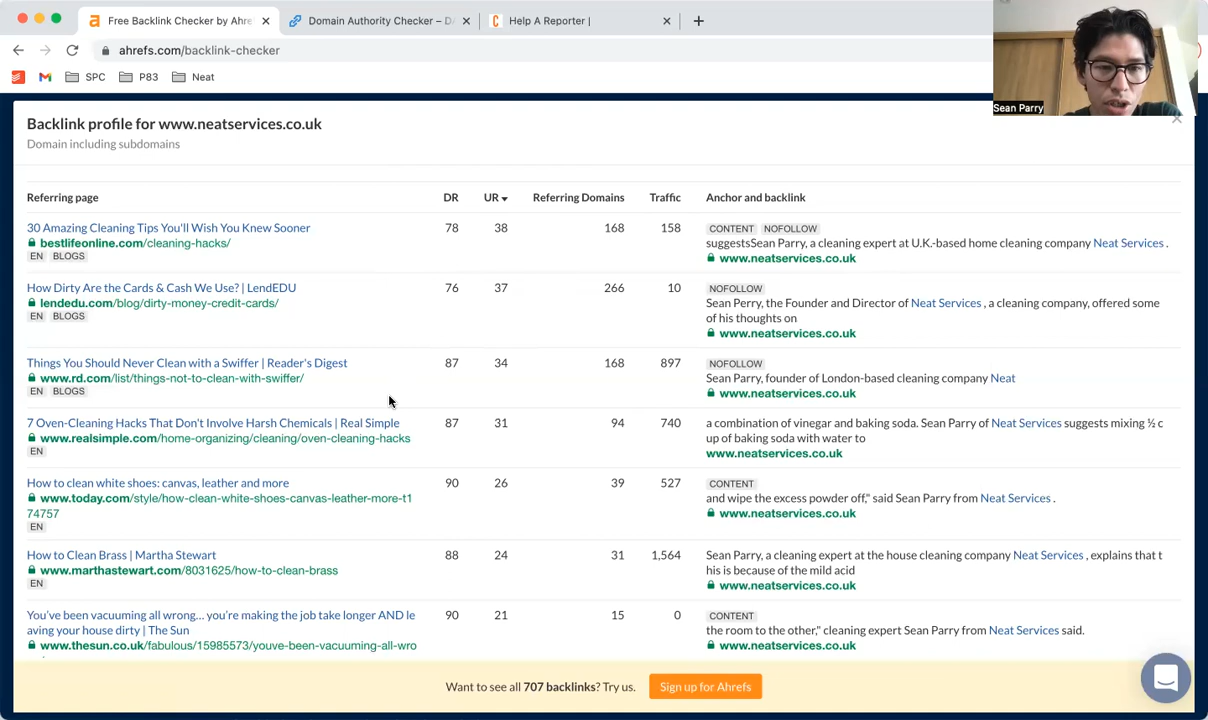 Free Backlink Checker by Ahre
Domain Authority Checker – D
Help A Reporter |
ahrefs.com/backlink-checker
SPC
P83
Neat
Sean Parry
Backlink profile for www.neatservices.co.uk
Domain including subdomains
Referring page
DR
UR
Referring Domains
Traffic
Anchor and backlink
30 Amazing Cleaning Tips You'll Wish You Knew Sooner
bestlifeonline.com/cleaning-hacks/
EN BLOGS
78
38
168
158
CONTENT NOFOLLOW
suggestsSean Parry, a cleaning expert at U.K.-based home cleaning company Neat Services .
www.neatservices.co.uk
How Dirty Are the Cards & Cash We Use? | LendEDU
lendedu.com/blog/dirty-money-credit-cards/
EN BLOGS
76
37
266
10
NOFOLLOW
Sean Perry, the Founder and Director of Neat Services , a cleaning company, offered some
of his thoughts on
www.neatservices.co.uk
Things You Should Never Clean with a Swiffer | Reader's Digest
www.rd.com/list/things-not-to-clean-with-swiffer/
EN BLOGS
87
34
168
897
NOFOLLOW
Sean Parry, founder of London-based cleaning company Neat
www.neatservices.co.uk
7 Oven-Cleaning Hacks That Don't Involve Harsh Chemicals | Real Simple
www.realsimple.com/home-organizing/cleaning/oven-cleaning-hacks
EN
87
31
94
740
a combination of vinegar and baking soda. Sean Parry of Neat Services suggests mixing ½ c
up of baking soda with water to
www.neatservices.co.uk
How to clean white shoes: canvas, leather and more
www.today.com/style/how-clean-white-shoes-canvas-leather-more-t1
74757
EN
90
26
39
527
CONTENT
and wipe the excess powder off," said Sean Parry from Neat Services .
www.neatservices.co.uk
How to Clean Brass | Martha Stewart
www.marthastewart.com/8031625/how-to-clean-brass
EN
88
24
31
1,564
Sean Parry, a cleaning expert at the house cleaning company Neat Services , explains that t
his is because of the mild acid
www.neatservices.co.uk
You've been vacuuming all wrong... you're making the job take longer AND le
aving your house dirty | The Sun
www.thesun.co.uk/fabulous/15985573/youve-been-vacuuming-all-wro
90
21
15
0
CONTENT
the room to the other," cleaning expert Sean Parry from Neat Services said.
www.neatservices.co.uk
Want to see all 707 backlinks? Try us.
Sign up for Ahrefs